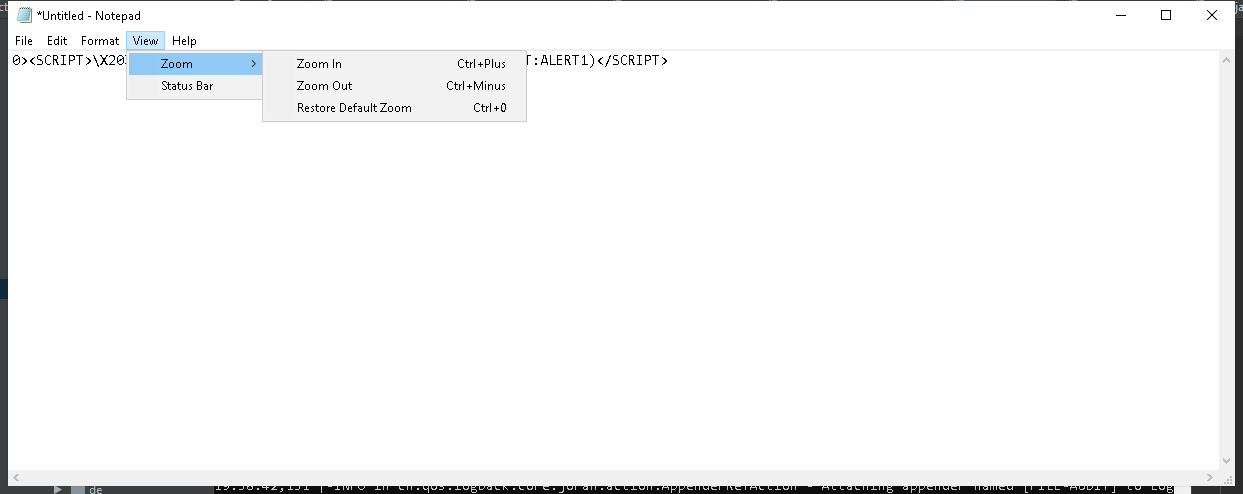 *Untitled - Notepad
File Edit Format View Help
0><SCRIPT>\X20 T:ALERT1)</SCRIPT>
Zoom > Zoom In Ctrl+Plus
Status Bar Zoom Out Ctrl+Minus
Restore Default Zoom Ctrl+0
de 19:58:42,151 |-INFO in ch.qos.logback.core.joran.action.AppenderRefAction - Attaching appender named [FILE-AUDIT] to Log